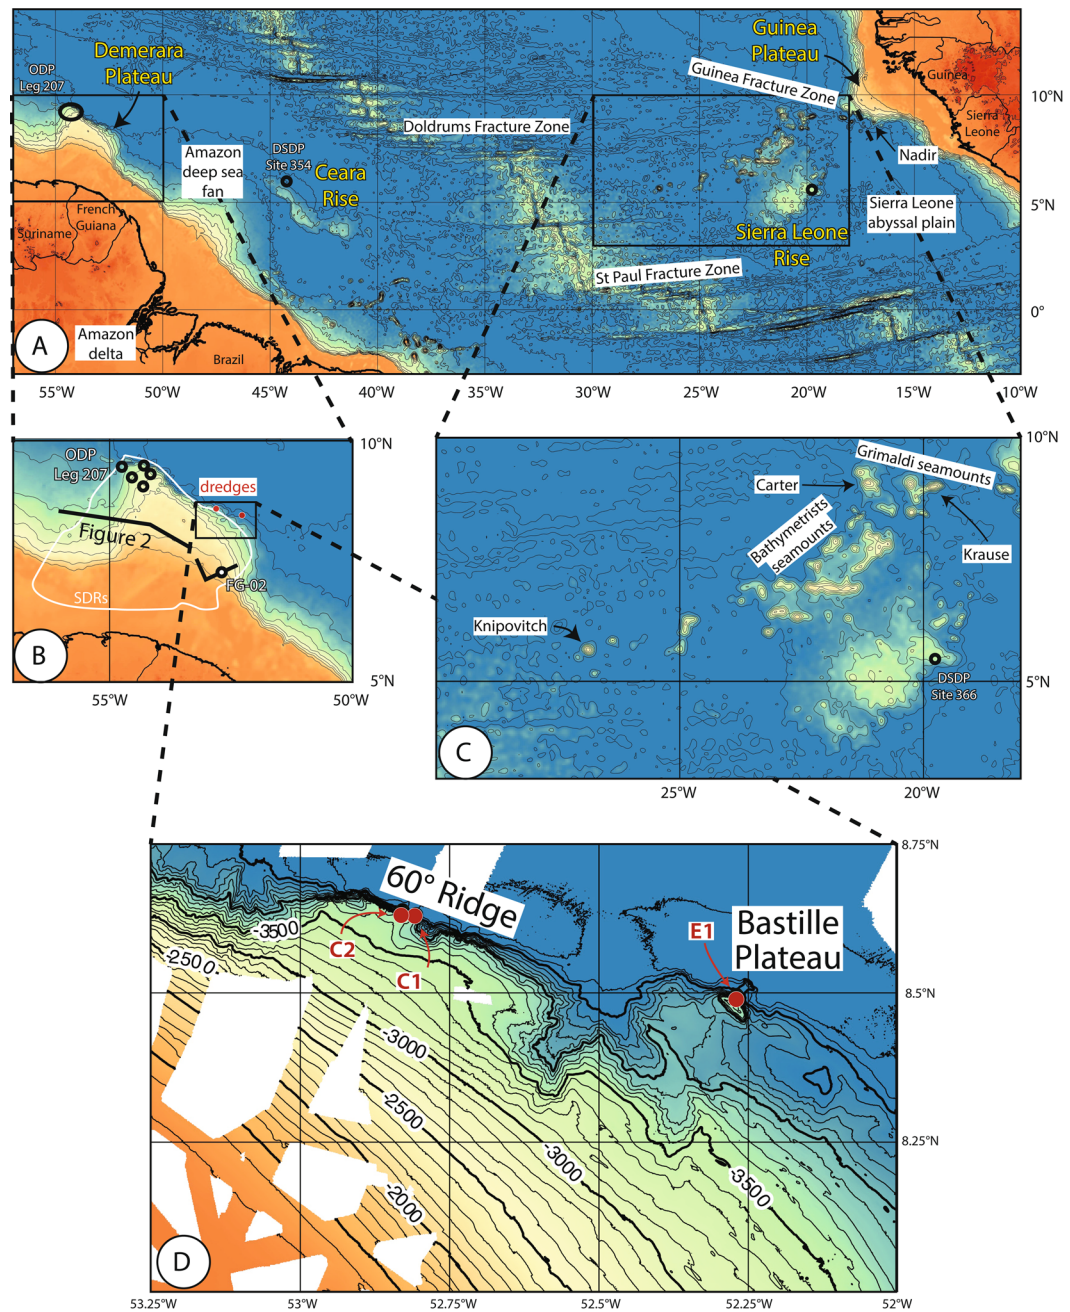 Demerara
Plateau
ODP
Leg 207
Guinea
Plateau
Guinea Fracture Zone
Guinea
Sierra
Leone
10°N
Doldrums Fracture Zone
Amazon
deep sea
fan
DSDP
Site 354
Ceara
Rise
Nadir
Sierra Leone
abyssal plain
5°N
French
Guiana
Suriname
Sierra Leone
Rise
St Paul Fracture Zone
0°
A
Amazon
delta
Brazil
55°W
50°W
45°W
40°W
35°W
30°W
25°W
20°W
15°W
10°W
10°N
ODP
Leg 207
dredges
Figure 2
FG-02
SDRs
B
5°N
55°W
50°W
10°N
Grimaldi seamounts
Carter
Bathymetrists
seamounts
Krause
Knipovitch
DSDP
Site 366
5°N
C
25°W
20°W
8.75°N
60° Ridge
-3500
-2500
C2
C1
E1
Bastille
Plateau
8.5°N
-3000
-2500
-3000
-3500
-2000
8.25°N
D
53.25°W
53°W
52.75°W
52.5°W
52.25°W
52°W